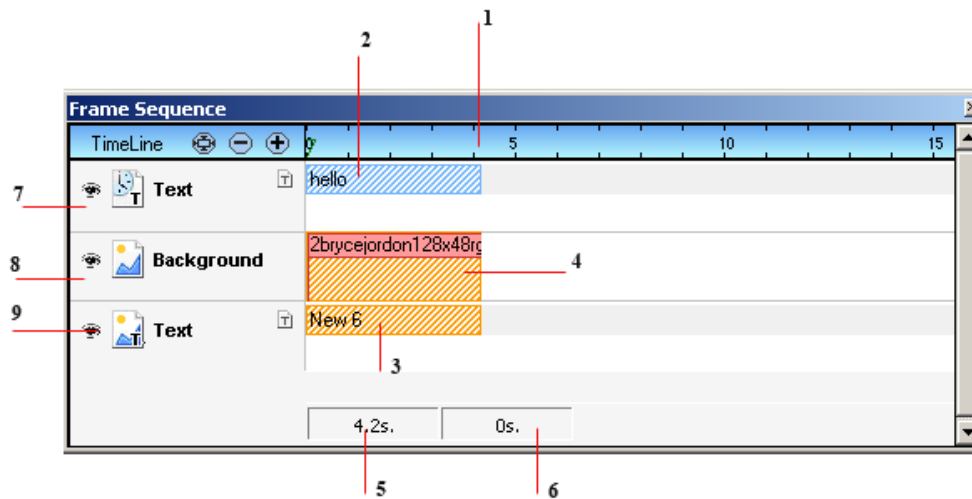 1
2
Frame Sequence
TimeLine 0 5 10 15
7 Text T hello
8 Background 2brycejordon128x48rg
4
9 Text T New 6
3
4.2s. 0s.
5 6